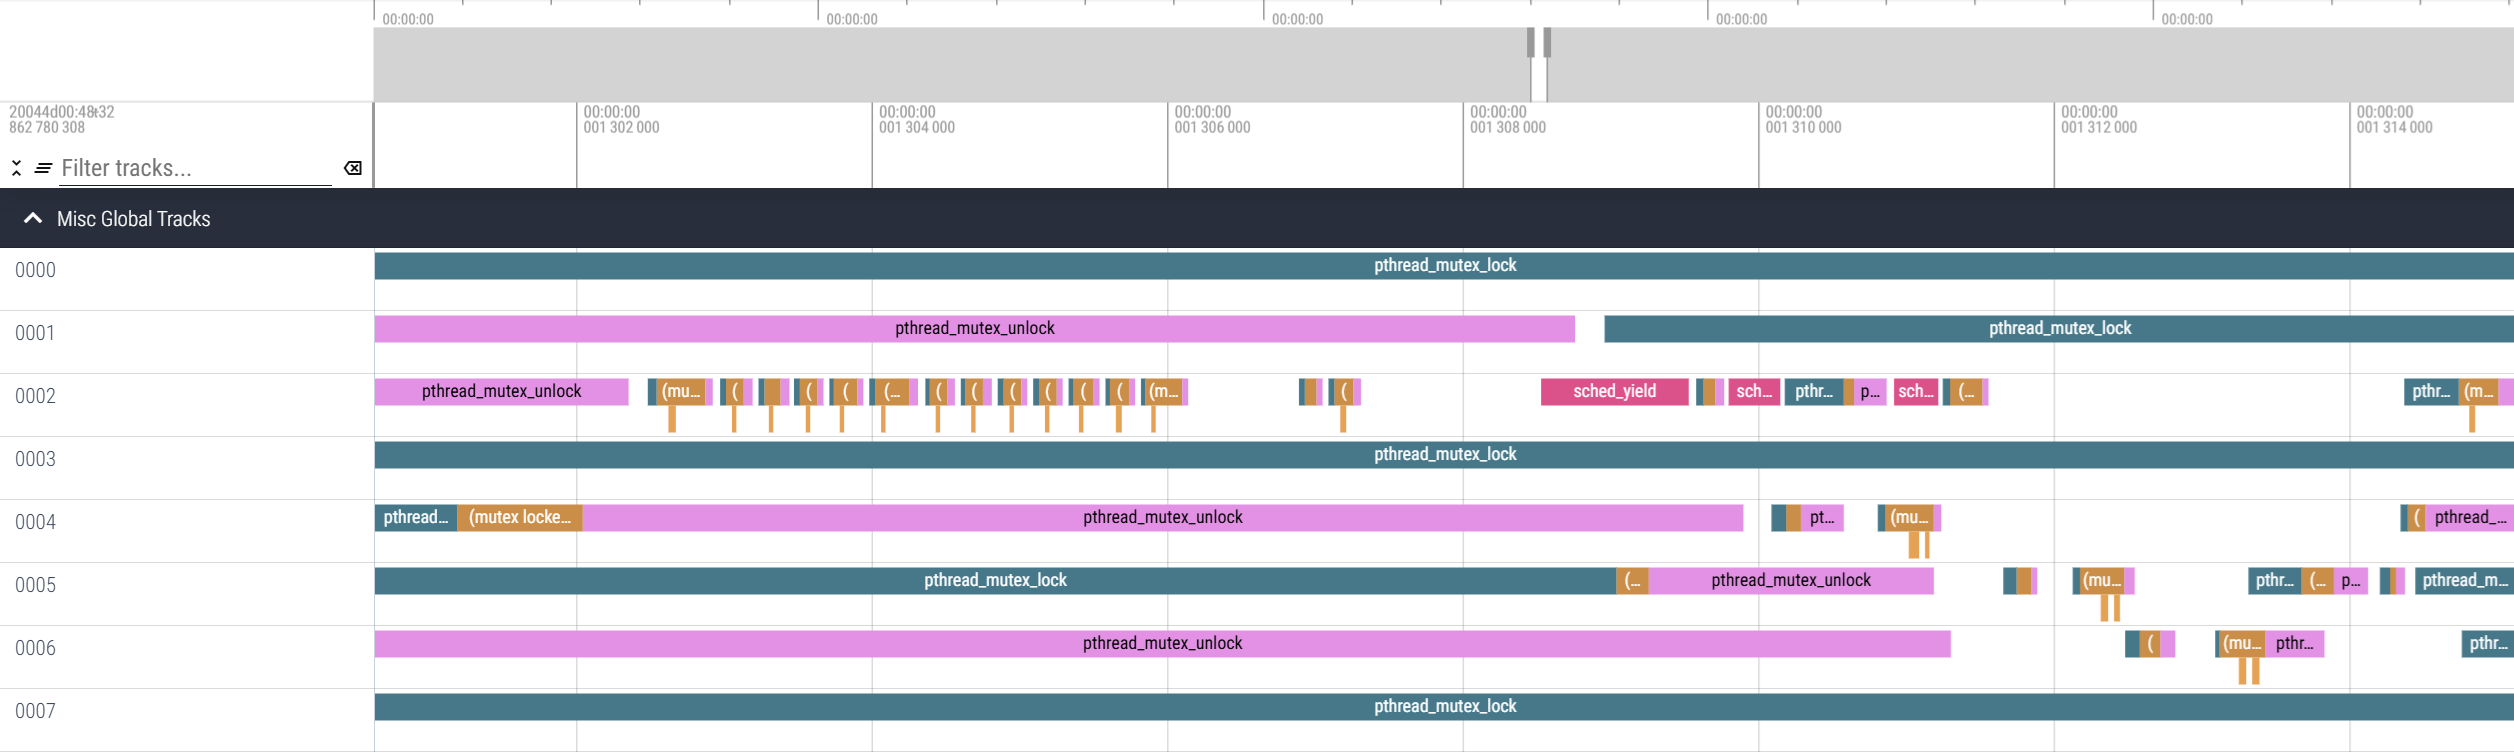 00:00:00 00:00:00 00:00:00 00:00:00 00:00:00
00:00:00 00:00:00 00:00:00 00:00:00 00:00:00 00:00:00 00:00:00
862 780 308 001 302 000 001 304 000 001 306 000 001 308 000 001 310 000 001 312 000 001 314 000
Filter tracks...
Misc Global Tracks
0000 pthread_mutex_lock
0001 pthread_mutex_unlock pthread_mutex_lock
0002 pthread_mutex_unlock (mu... ( ( ( (... ( ( ( ( ( ( (m... ( sched_yield sch... pthr... p... sch... (... pthr... (m...
0003 pthread_mutex_lock
0004 pthread... (mutex locke... pthread_mutex_unlock pt... (mu... ( pthread_...
0005 pthread_mutex_lock (... pthread_mutex_unlock (mu... pthr... (... p... pthread_m...
0006 pthread_mutex_unlock ( (mu... pthr... pthr...
0007 pthread_mutex_lock